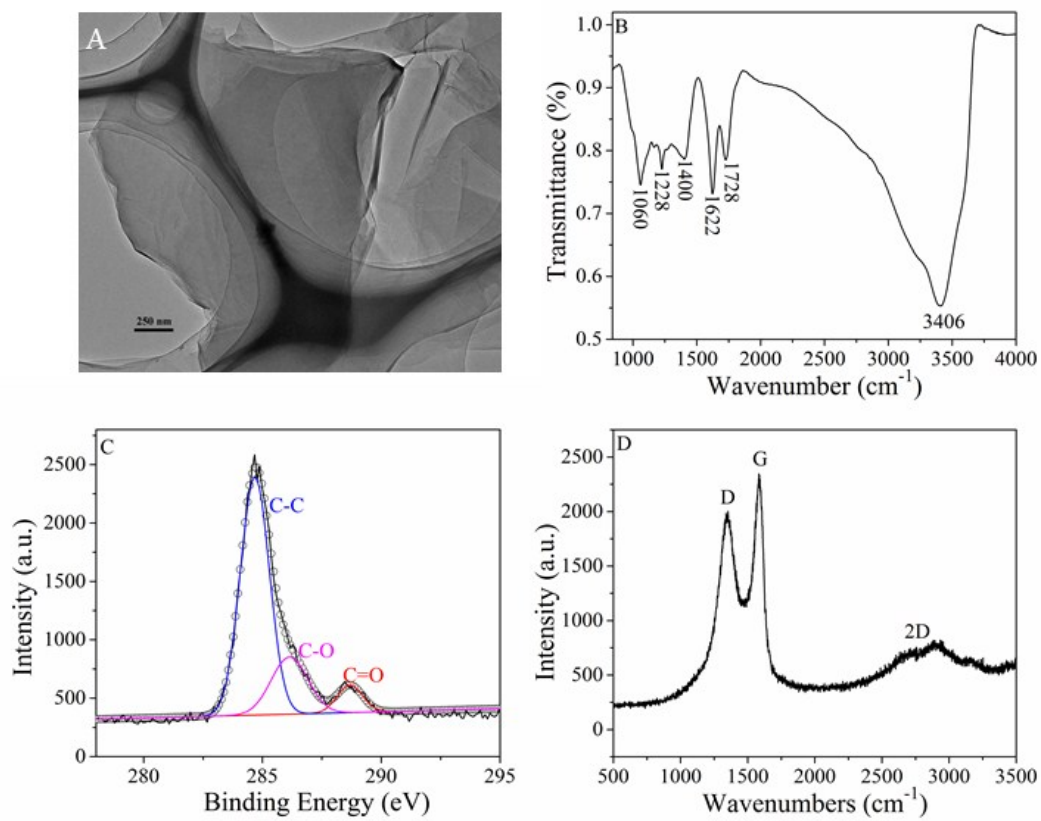 A
250 nm
B
Transmittance (%)
1.0
0.9
0.8
0.7
0.6
0.5
1060
1228
1400
1622
1728
3406
1000 1500 2000 2500 3000 3500 4000
Wavenumber (cm⁻¹)
C
Intensity (a.u.)
2500
2000
1500
1000
500
0
C-C
C-O
C=O
280 285 290 295
Binding Energy (eV)
D
Intensity (a.u.)
2500
2000
1500
1000
500
0
D
G
2D
500 1000 1500 2000 2500 3000 3500
Wavenumbers (cm⁻¹)